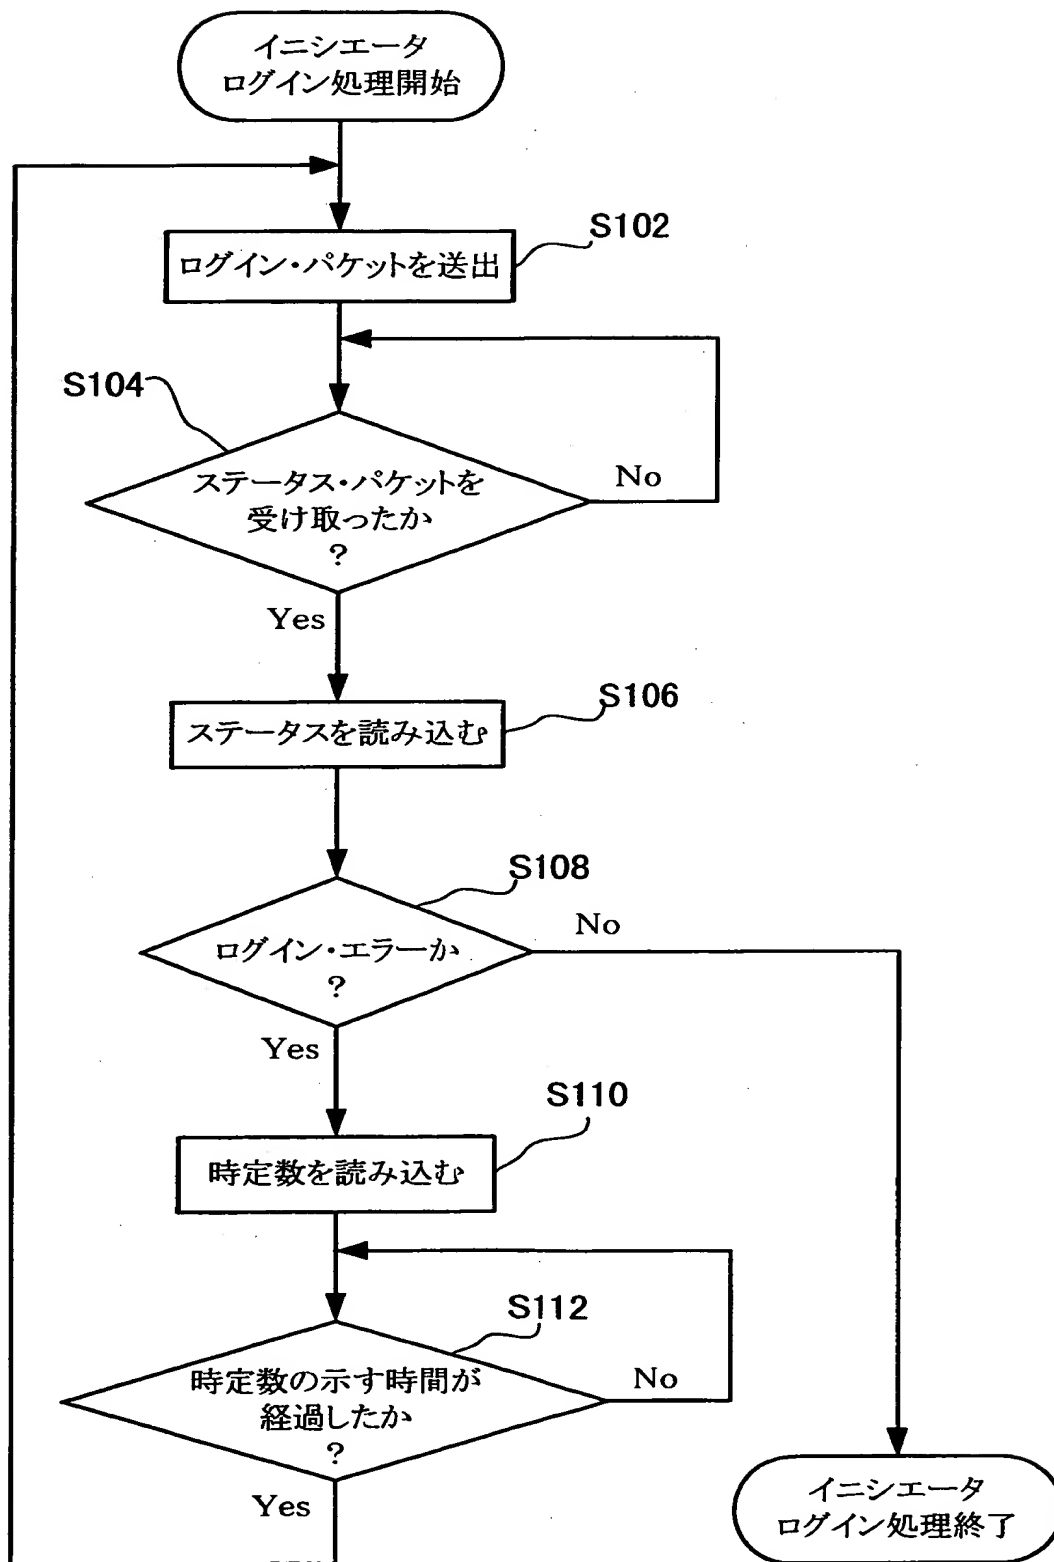 イニシエータ
ログイン処理開始
S102
ログイン・パケットを送出
S104
ステータス・パケットを
受け取ったか
?
No
Yes
S106
ステータスを読み込む
S108
ログイン・エラーか
?
No
Yes
S110
時定数を読み込む
S112
時定数の示す時間が
経過したか
?
No
Yes
イニシエータ
ログイン処理終了